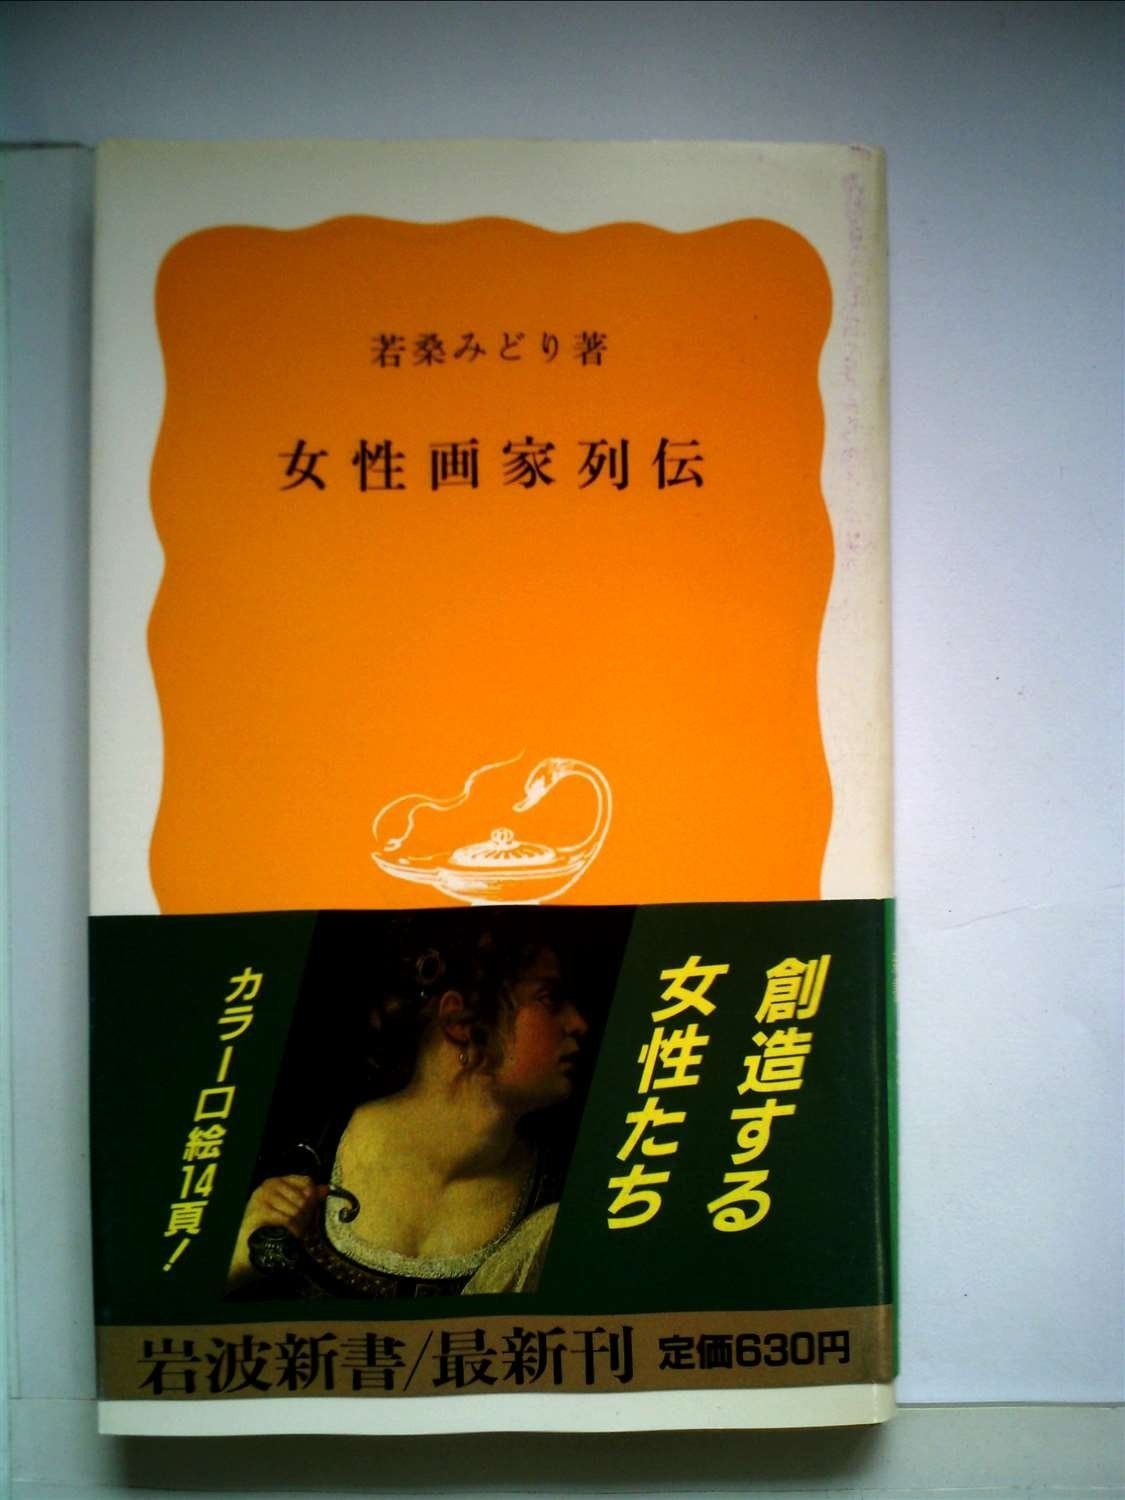 若桑みどり著
女性画家列伝
創造する
女性たち
カラー口絵14頁!
岩波新書/最新刊 定価630円